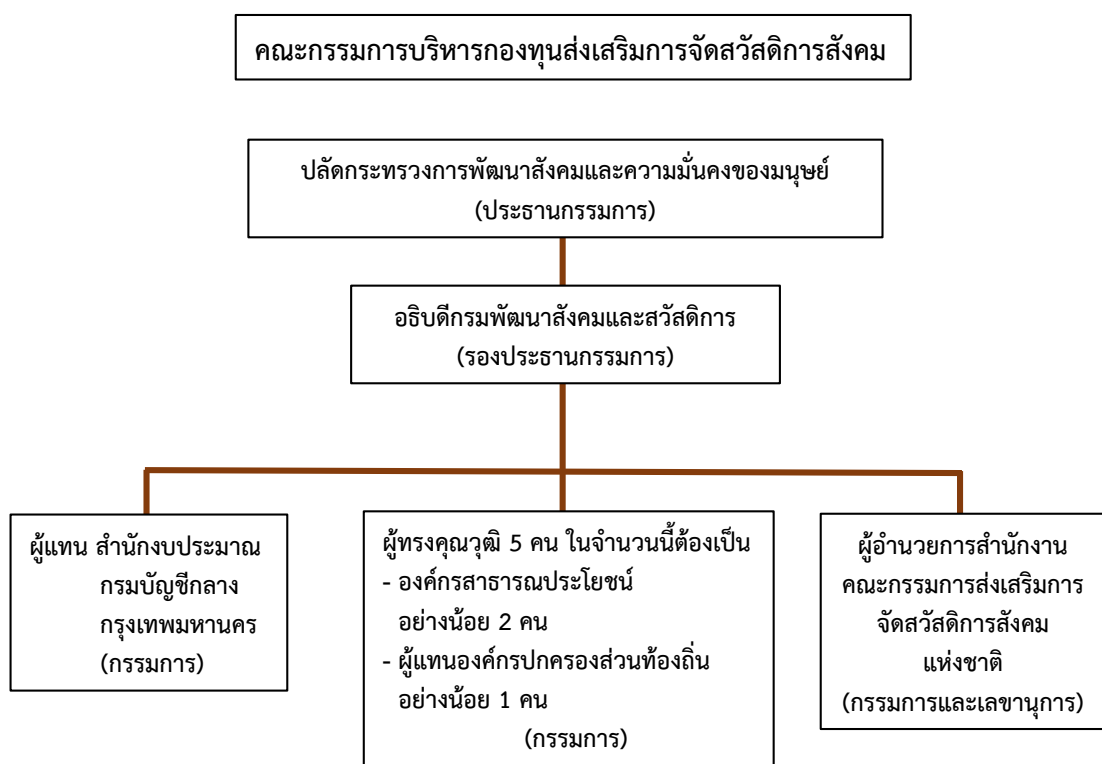 คณะกรรมการบริหารกองทุนส่งเสริมการจัดสวัสดิการสังคม
ปลัดกระทรวงการพัฒนาสังคมและความมั่นคงของมนุษย์
(ประธานกรรมการ)
อธิบดีกรมพัฒนาสังคมและสวัสดิการ
(รองประธานกรรมการ)
ผู้แทน สำนักงบประมาณ
กรมบัญชีกลาง
กรุงเทพมหานคร
(กรรมการ)
ผู้ทรงคุณวุฒิ 5 คน ในจำนวนนี้ต้องเป็น
- องค์กรสาธารณประโยชน์
อย่างน้อย 2 คน
- ผู้แทนองค์กรปกครองส่วนท้องถิ่น
อย่างน้อย 1 คน
(กรรมการ)
ผู้อำนวยการสำนักงาน
คณะกรรมการส่งเสริมการ
จัดสวัสดิการสังคม
แห่งชาติ
(กรรมการและเลขานุการ)